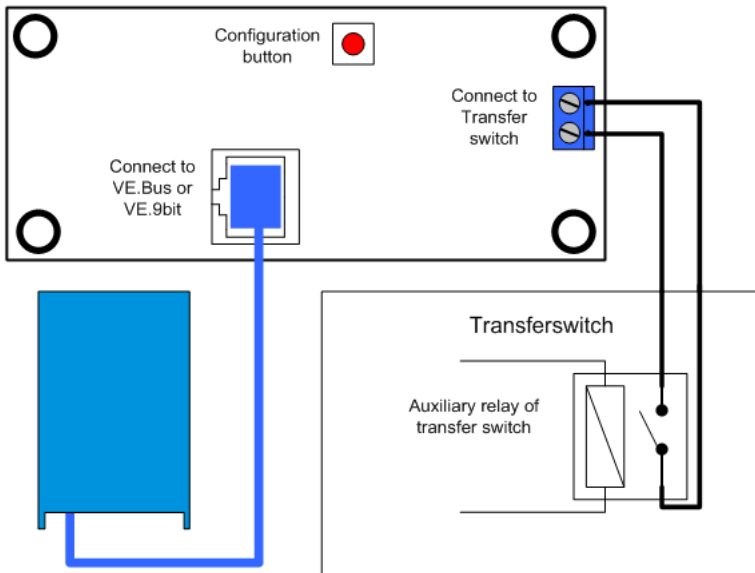 Configuration
button
Connect to
Transfer
switch
Connect to
VE.Bus or
VE.9bit
Transferswitch
Auxiliary relay of
transfer switch